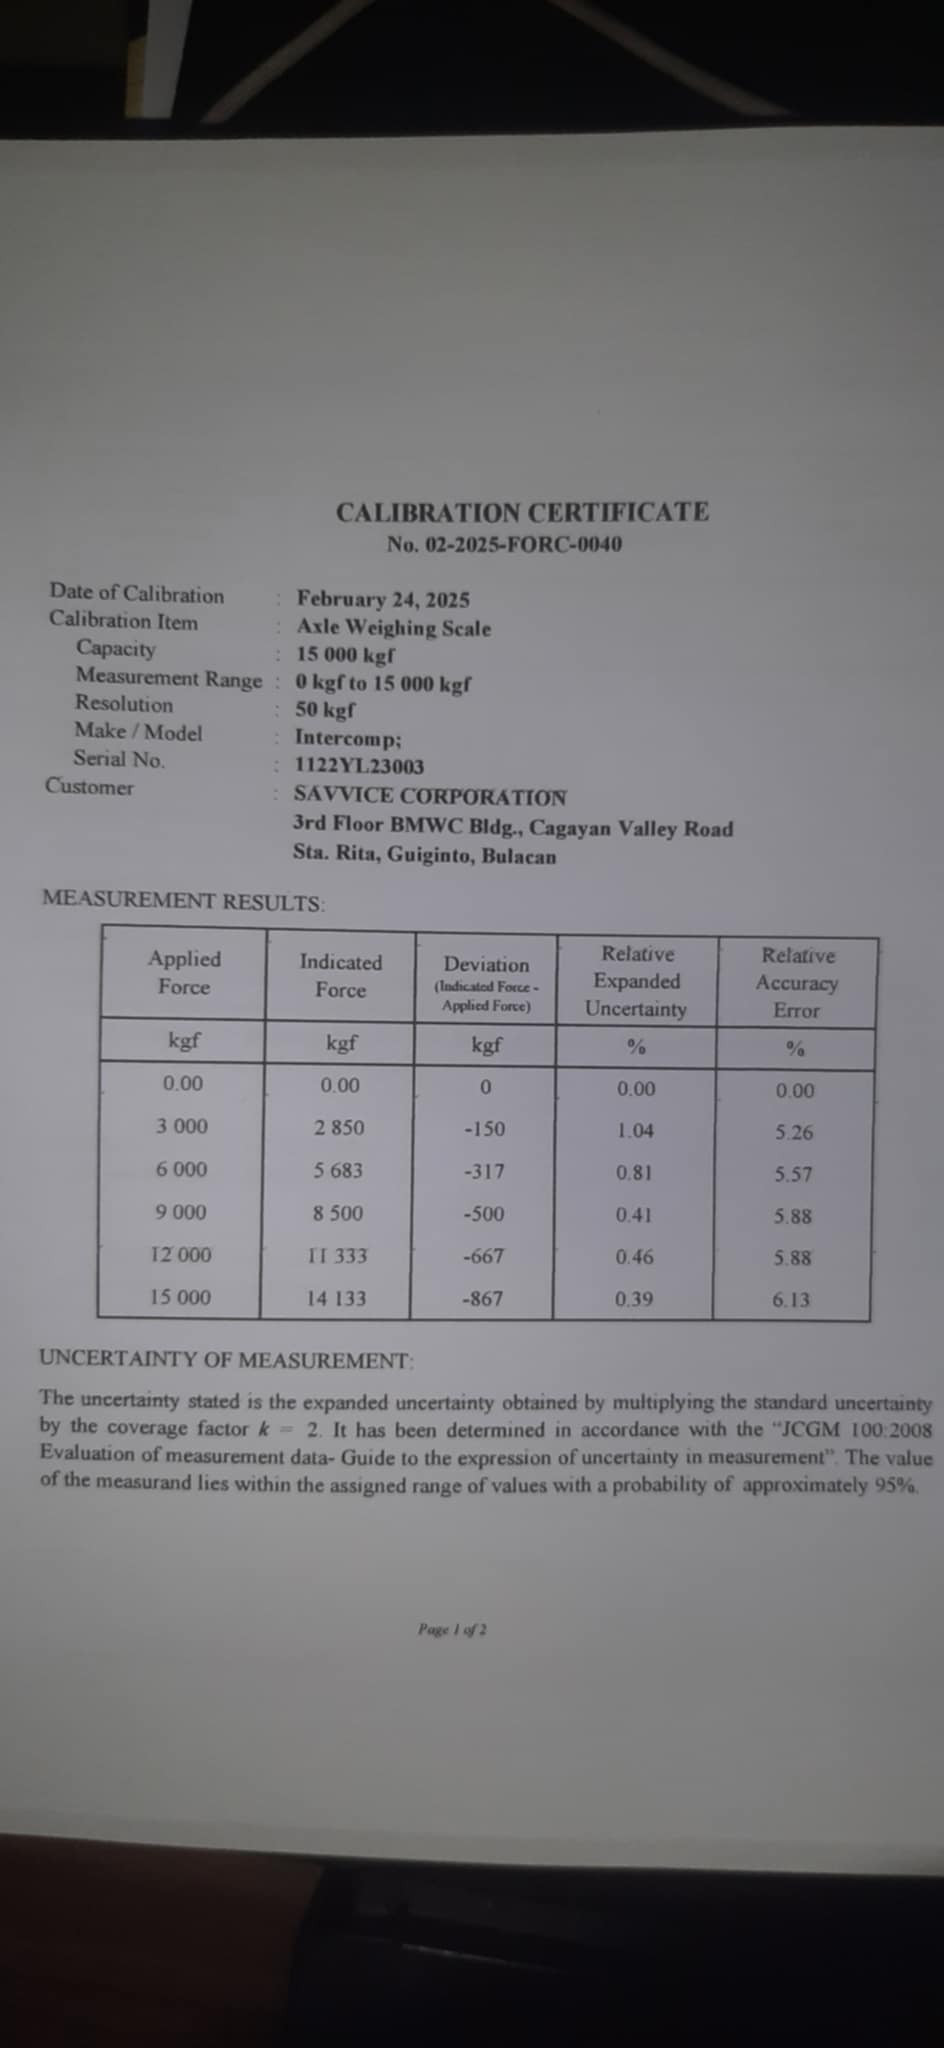 CALIBRATION CERTIFICATE
No. 02-2025-FORC-0040
Date of Calibration : February 24, 2025
Calibration Item : Axle Weighing Scale
Capacity : 15 000 kgf
Measurement Range : 0 kgf to 15 000 kgf
Resolution : 50 kgf
Make / Model : Intercomp;
Serial No. : 1122YL23003
Customer : SAVVICE CORPORATION
3rd Floor BMWC Bldg., Cagayan Valley Road
Sta. Rita, Guiginto, Bulacan
MEASUREMENT RESULTS:
Applied Force Indicated Force Deviation (Indicated Force - Applied Force) Relative Expanded Uncertainty Relative Accuracy Error
kgf kgf kgf % %
0.00 0.00 0 0.00 0.00
3 000 2 850 -150 1.04 5.26
6 000 5 683 -317 0.81 5.57
9 000 8 500 -500 0.41 5.88
12 000 11 333 -667 0.46 5.88
15 000 14 133 -867 0.39 6.13
UNCERTAINTY OF MEASUREMENT:
The uncertainty stated is the expanded uncertainty obtained by multiplying the standard uncertainty
by the coverage factor k = 2. It has been determined in accordance with the "JCGM 100:2008
Evaluation of measurement data- Guide to the expression of uncertainty in measurement". The value
of the measurand lies within the assigned range of values with a probability of approximately 95%.
Page 1 of 2